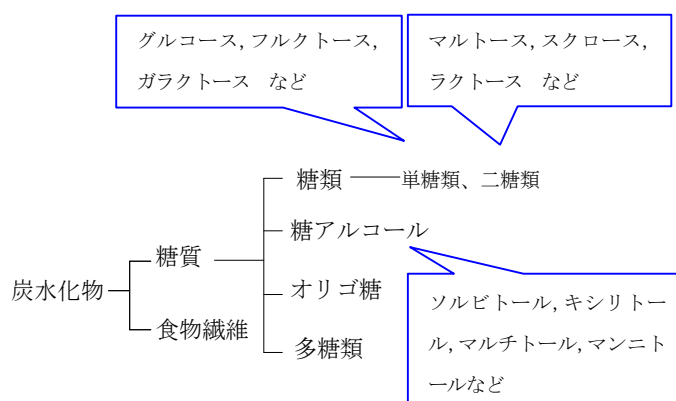 グルコース, フルクトース,
ガラクトース　など
マルトース, スクロース,
ラクトース　など
糖類
単糖類、二糖類
糖アルコール
糖質
炭水化物
オリゴ糖
食物繊維
多糖類
ソルビトール, キシリトー
ル, マルチトール, マンニト
ールなど